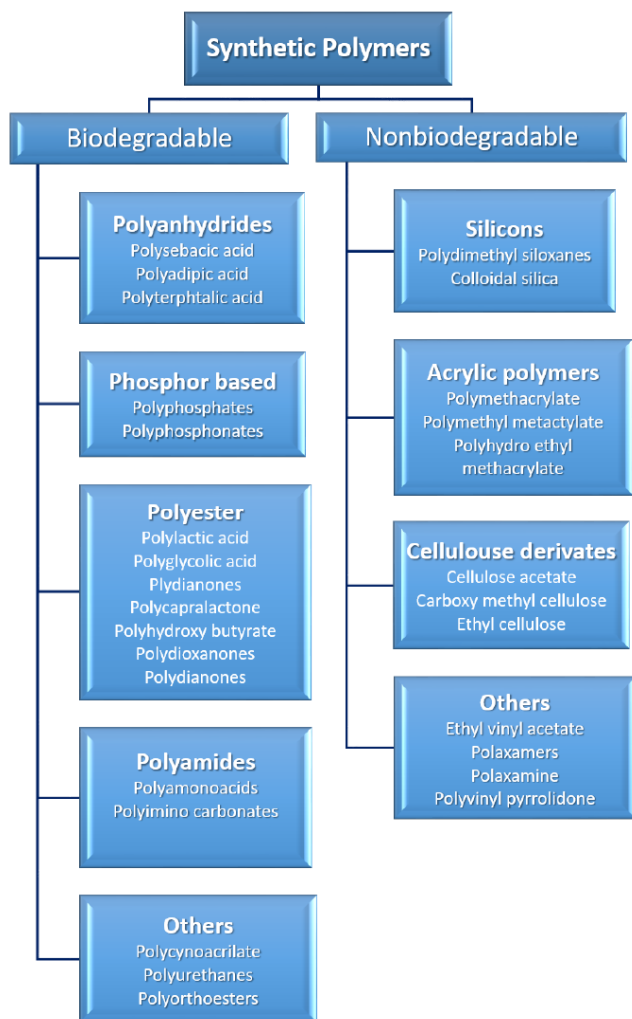 Synthetic Polymers
Biodegradable
Polyanhydrides
Polysebacic acid
Polyadipic acid
Polyterphtalic acid
Phosphor based
Polyphosphates
Polyphosphonates
Polyester
Polylactic acid
Polyglycolic acid
Plydianones
Polycapralactone
Polyhydroxy butyrate
Polydioxanones
Polydianones
Polyamides
Polyamonoacids
Polyimino carbonates
Others
Polycynoacrilate
Polyurethanes
Polyorthoesters
Nonbiodegradable
Silicons
Polydimethyl siloxanes
Colloidal silica
Acrylic polymers
Polymethacrylate
Polymethyl metactylate
Polyhydro ethyl
methacrylate
Cellulouse derivates
Cellulose acetate
Carboxy methyl cellulose
Ethyl cellulose
Others
Ethyl vinyl acetate
Polaxamers
Polaxamine
Polyvinyl pyrrolidone